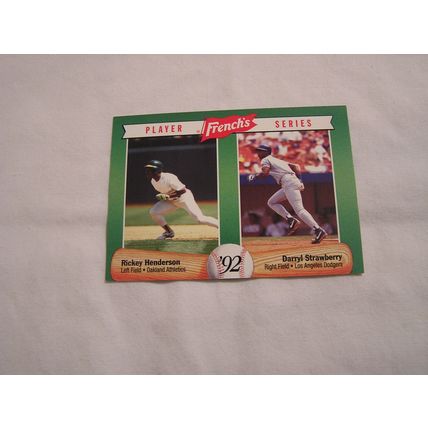 PLAYER French's SERIES
Rickey Henderson
Left Field • Oakland Athletics
'92
Darryl Strawberry
Right Field • Los Angeles Dodgers